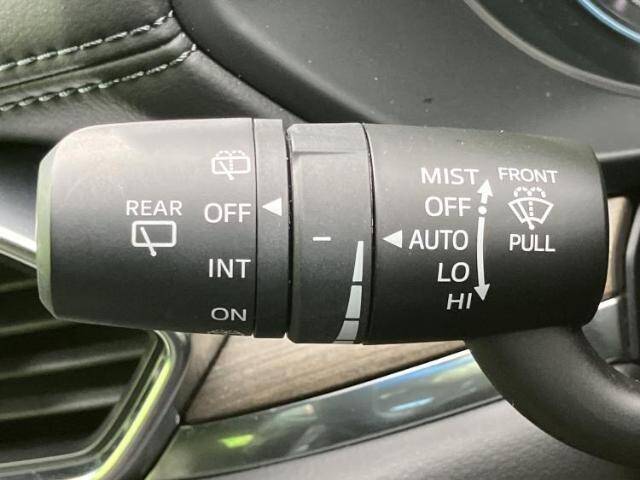 REAR
OFF
INT
ON
MIST
OFF
AUTO
LO
HI
FRONT
PULL